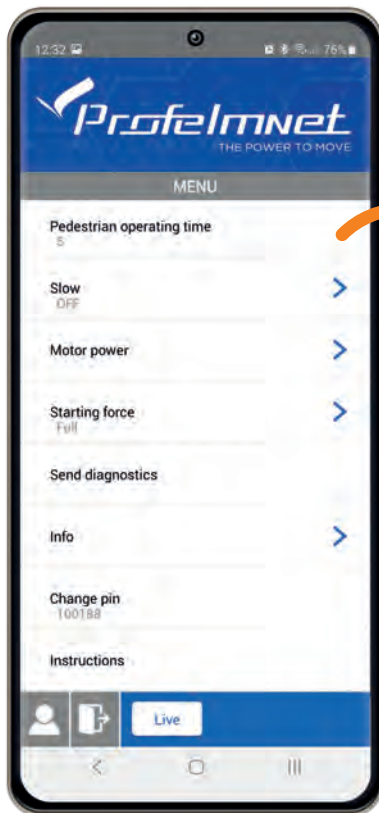 12:32
76%
Profelmnet
THE POWER TO MOVE
MENU
Pedestrian operating time
5
Slow
OFF
Motor power
Starting force
Full
Send diagnostics
Info
Change pin
100188
Instructions
Live